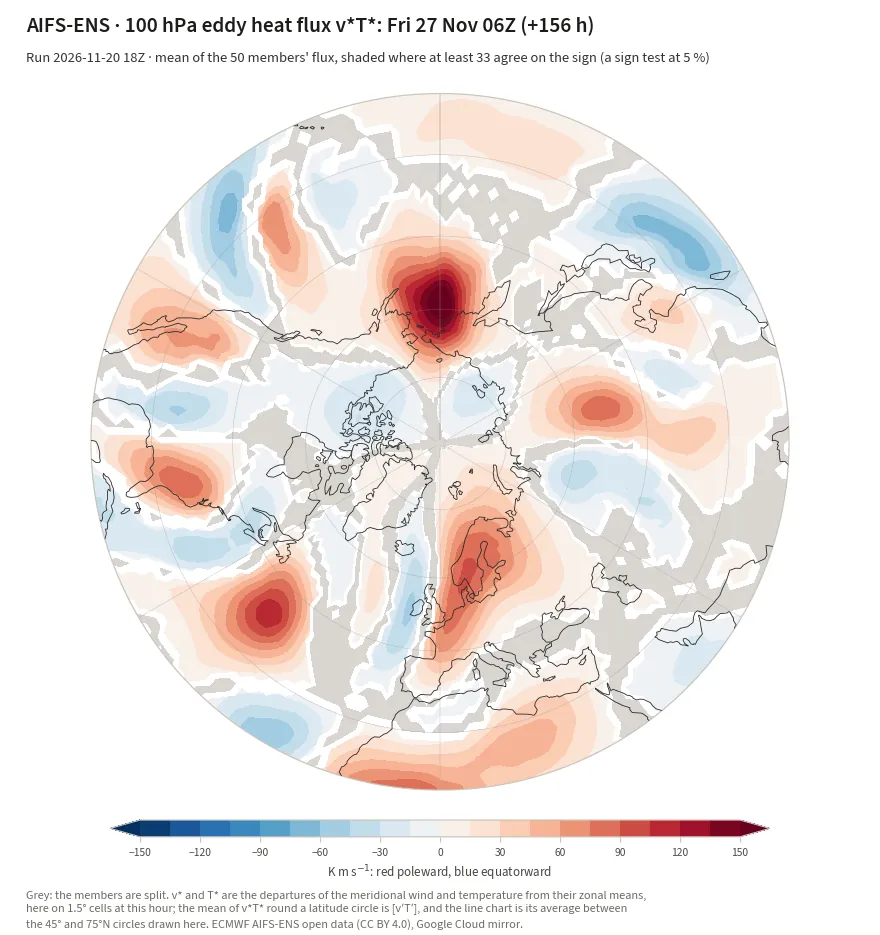 AIFS-ENS · 100 hPa eddy heat flux v*T*: Fri 27 Nov 06Z (+156 h)
Run 2026-11-20 18Z · mean of the 50 members' flux, shaded where at least 33 agree on the sign (a sign test at 5 %)
−150 −120 −90 −60 −30 0 30 60 90 120 150
K m s⁻¹: red poleward, blue equatorward
Grey: the members are split. v* and T* are the departures of the meridional wind and temperature from their zonal means,
here on 1.5° cells at this hour; the mean of v*T* round a latitude circle is [v′T′], and the line chart is its average between
the 45° and 75°N circles drawn here. ECMWF AIFS-ENS open data (CC BY 4.0), Google Cloud mirror.